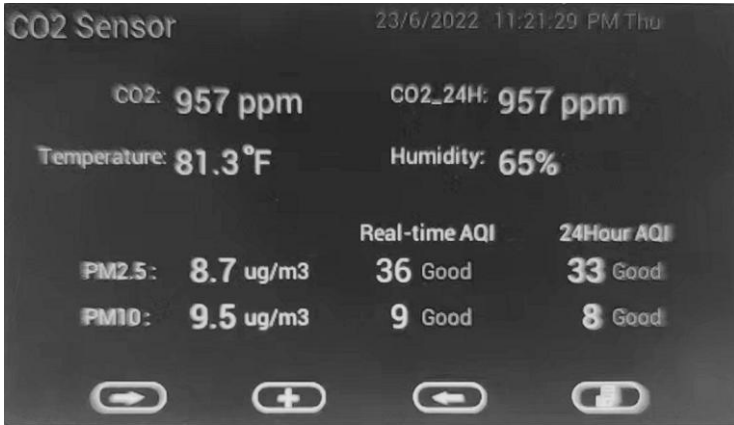 CO2 Sensor 23/6/2022 11:21:29 PM Thu
CO2: 957 ppm CO2_24H: 957 ppm
Temperature: 81.3°F Humidity: 65%
Real-time AQI 24Hour AQI
PM2.5: 8.7 ug/m3 36 Good 33 Good
PM10: 9.5 ug/m3 9 Good 8 Good